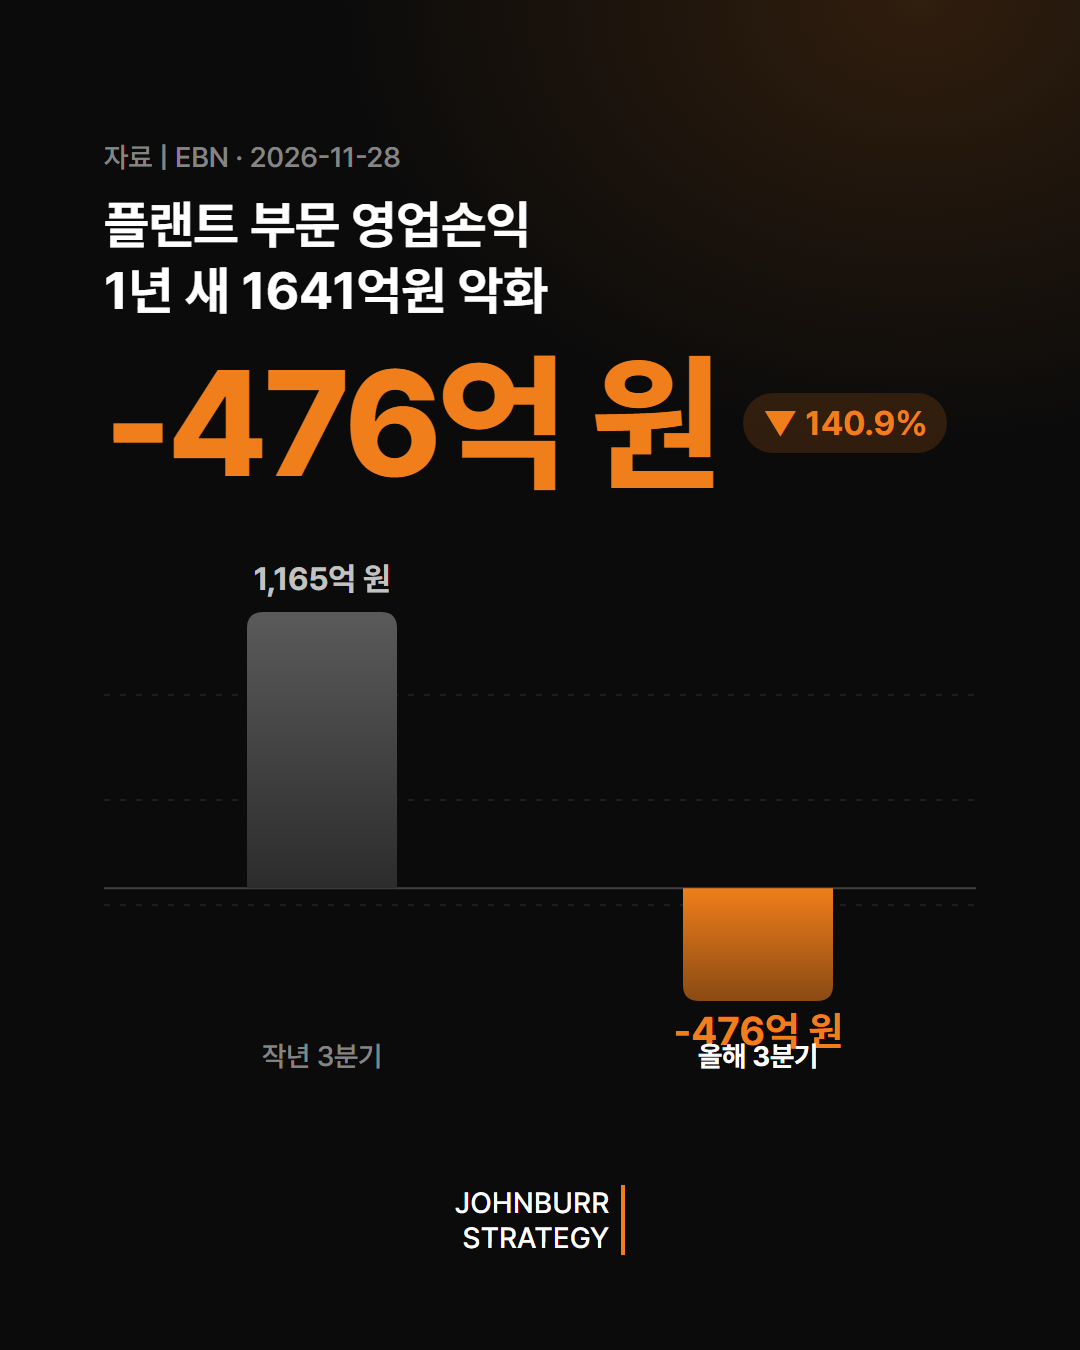 자료 | EBN · 2026-11-28
플랜트 부문 영업손익
1년 새 1641억원 악화
-476억 원
▼ 140.9%
1,165억 원
-476억 원
작년 3분기
올해 3분기
JOHNBURR
STRATEGY